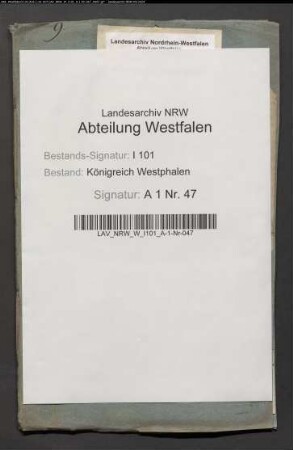 Landesarchiv Nordrhein-Westfalen
Landesarchiv NRW
Abteilung Westfalen
Bestands-Signatur: I 101
Bestand: Königreich Westphalen
Signatur: A 1 Nr. 47
LAV_NRW_W_I101_A-1-Nr-047